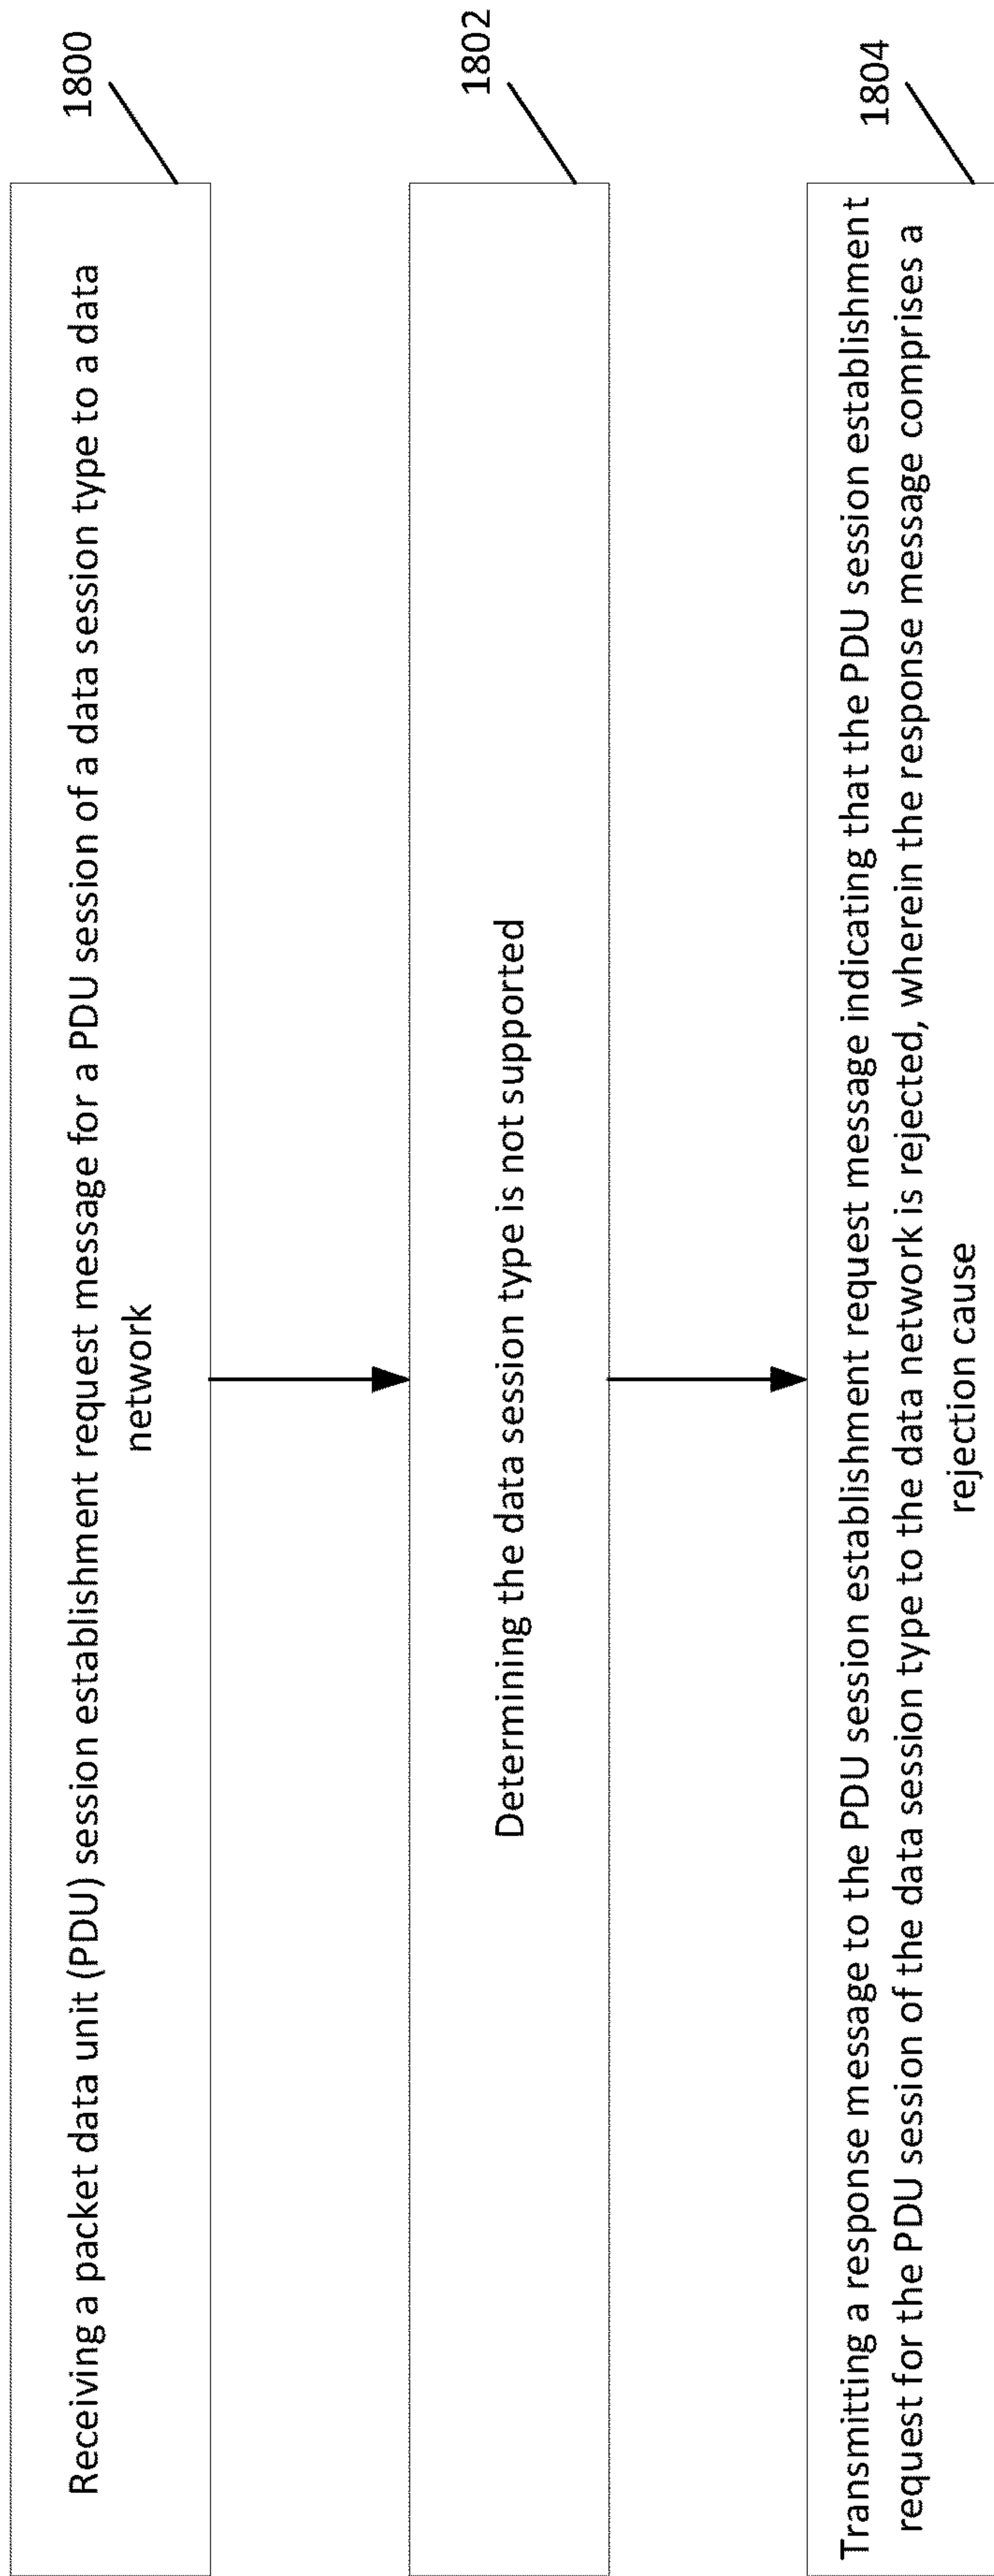 1800
Receiving a packet data unit (PDU) session establishment request message for a PDU session of a data session type to a data
network
1802
Determining the data session type is not supported
1804
Transmitting a response message to the PDU session establishment request message indicating that the PDU session establishment
request for the PDU session of the data session type to the data network is rejected, wherein the response message comprises a
rejection cause